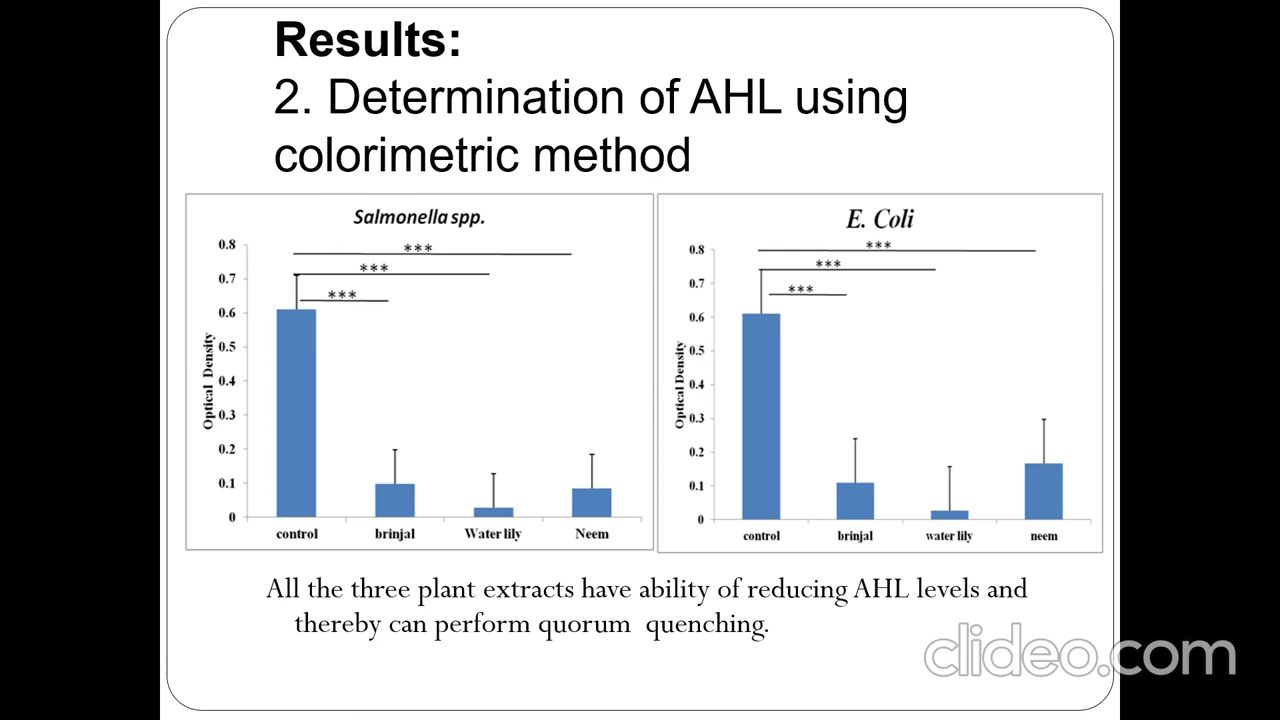 Results:
2. Determination of AHL using
colorimetric method
Salmonella spp.
***
***
***
0.8
0.7
0.6
0.5
0.4
0.3
0.2
0.1
0
Optical Density
control
brinjal
Water lily
Neem
E. Coli
***
***
***
0.8
0.7
0.6
0.5
0.4
0.3
0.2
0.1
0
Optical Density
control
brinjal
water lily
neem
All the three plant extracts have ability of reducing AHL levels and
thereby can perform quorum quenching.
clideo.com